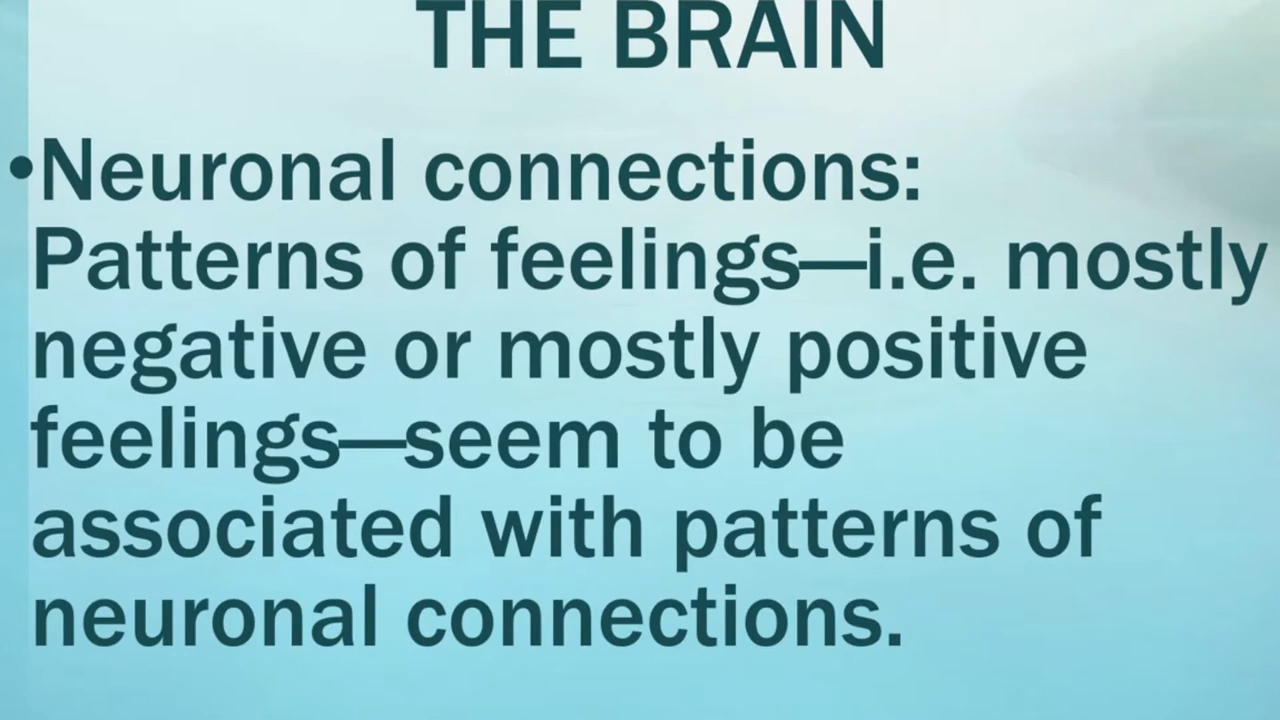 THE BRAIN
•Neuronal connections:
Patterns of feelings—i.e. mostly
negative or mostly positive
feelings—seem to be
associated with patterns of
neuronal connections.